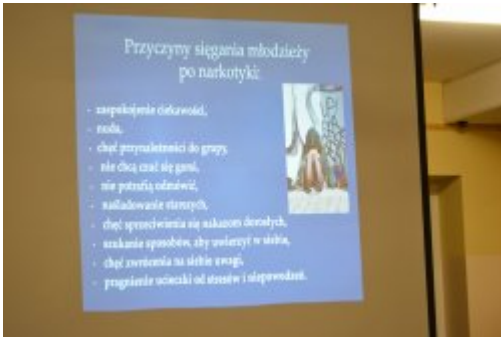 Przyczyny sięgania młodzieży
po narkotyki:
- zaspokojenie ciekawości,
- nuda,
- chęć przynależności do grupy,
- nie chcą czuć się gorsi,
- nie potrafią odmówić,
- naśladowanie starszych,
- chęć sprzeciwienia się nakazom dorosłych,
- szukanie sposobów, aby uwierzyć w siebie,
- chęć zwrócenia na siebie uwagi,
- pragnienie ucieczki od stresów i niepowodzeń.